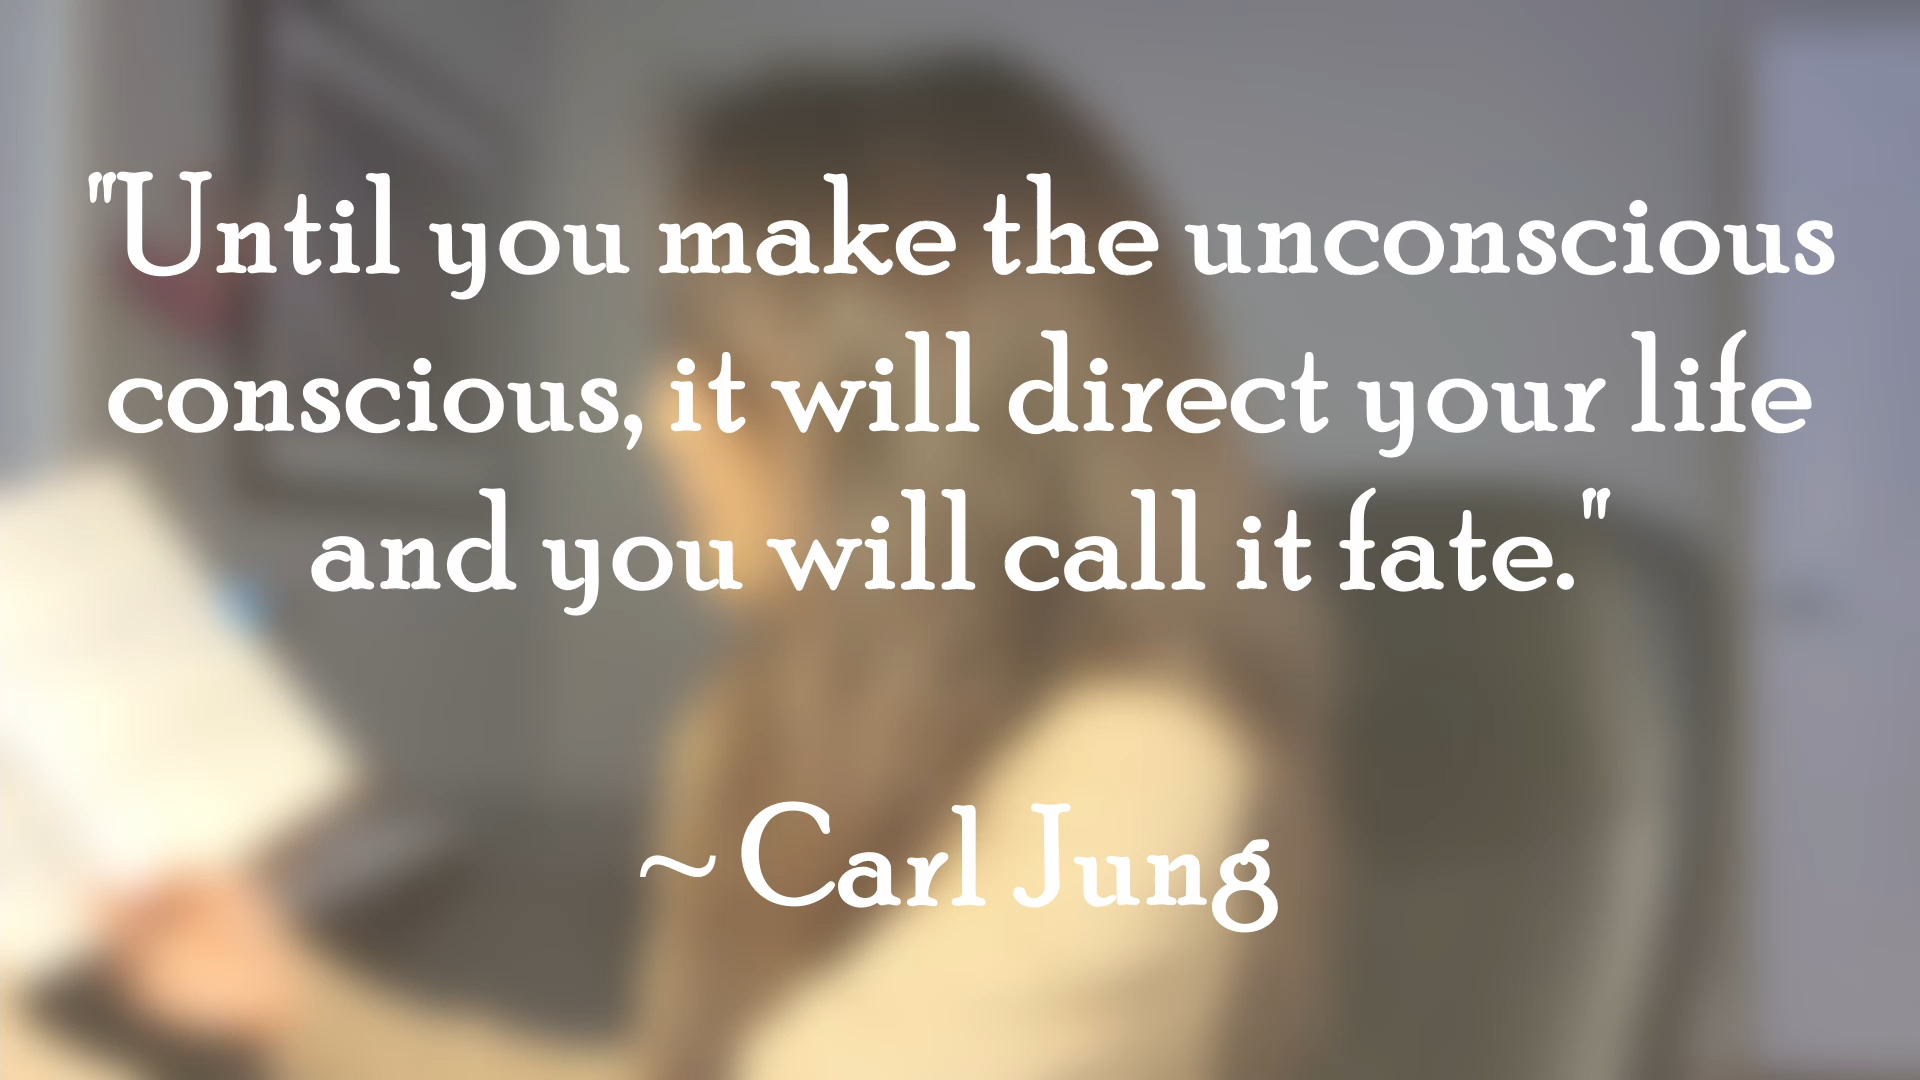 "Until you make the unconscious
conscious, it will direct your life
and you will call it fate."
~ Carl Jung